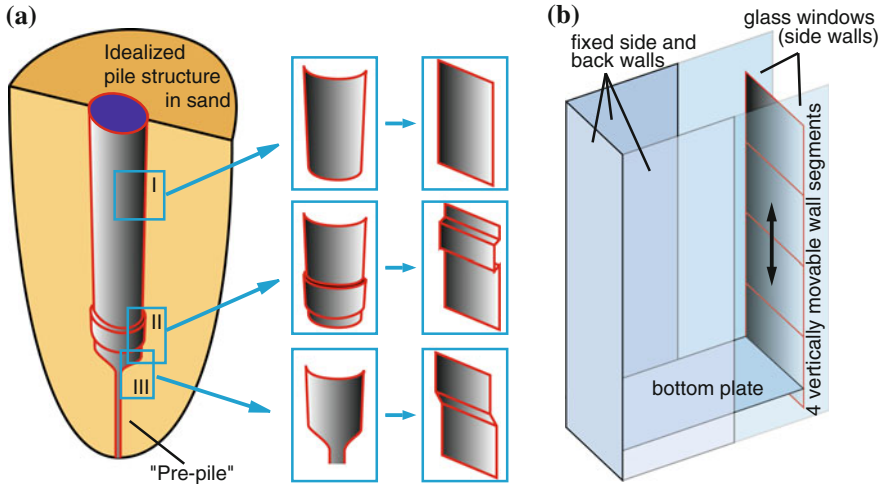 (a)
Idealized
pile structure
in sand
I
II
III
"Pre-pile"
(b)
glass windows
(side walls)
fixed side and
back walls
4 vertically movable wall segments
bottom plate